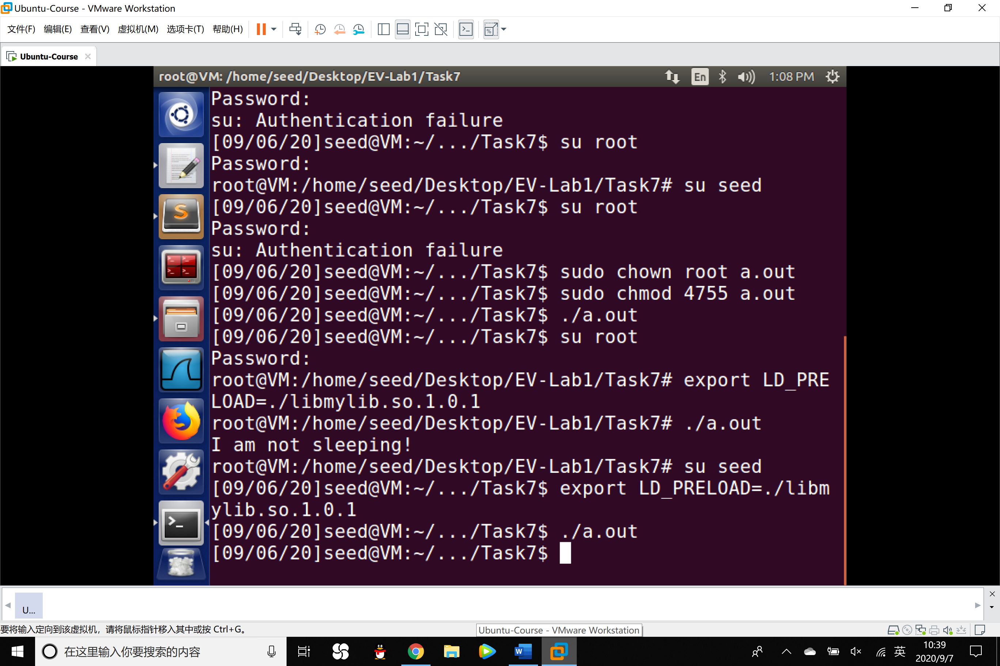 Ubuntu-Course - VMware Workstation
文件(F) 编辑(E) 查看(V) 虚拟机(M) 选项卡(T) 帮助(H)
Ubuntu-Course
root@VM: /home/seed/Desktop/EV-Lab1/Task7
En
1:08 PM
Password:
su: Authentication failure
[09/06/20]seed@VM:~/.../Task7$ su root
Password:
root@VM:/home/seed/Desktop/EV-Lab1/Task7# su seed
[09/06/20]seed@VM:~/.../Task7$ su root
Password:
su: Authentication failure
[09/06/20]seed@VM:~/.../Task7$ sudo chown root a.out
[09/06/20]seed@VM:~/.../Task7$ sudo chmod 4755 a.out
[09/06/20]seed@VM:~/.../Task7$ ./a.out
[09/06/20]seed@VM:~/.../Task7$ su root
Password:
root@VM:/home/seed/Desktop/EV-Lab1/Task7# export LD_PRE
LOAD=./libmylib.so.1.0.1
root@VM:/home/seed/Desktop/EV-Lab1/Task7# ./a.out
I am not sleeping!
root@VM:/home/seed/Desktop/EV-Lab1/Task7# su seed
[09/06/20]seed@VM:~/.../Task7$ export LD_PRELOAD=./libm
ylib.so.1.0.1
[09/06/20]seed@VM:~/.../Task7$ ./a.out
[09/06/20]seed@VM:~/.../Task7$
U...
要将输入定向到该虚拟机，请将鼠标指针移入其中或按 Ctrl+G。
Ubuntu-Course - VMware Workstation
在这里输入你要搜索的内容
英
10:39
2020/9/7